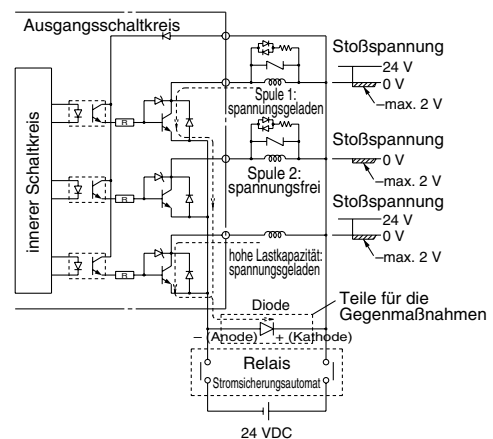 Ausgangsschaltkreis
innerer Schaltkreis
R
R
R
Spule 1:
spannungsgeladen
Spule 2:
spannungsfrei
hohe Lastkapazität:
spannungsgeladen
Stoßspannung
24 V
0 V
max. 2 V
Stoßspannung
0 V
max. 2 V
Stoßspannung
24 V
0 V
max. 2 V
Diode
Teile für die
Gegenmaßnahmen
– (Anode) + (Kathode)
Relais
Stromsicherungsautomat
24 VDC